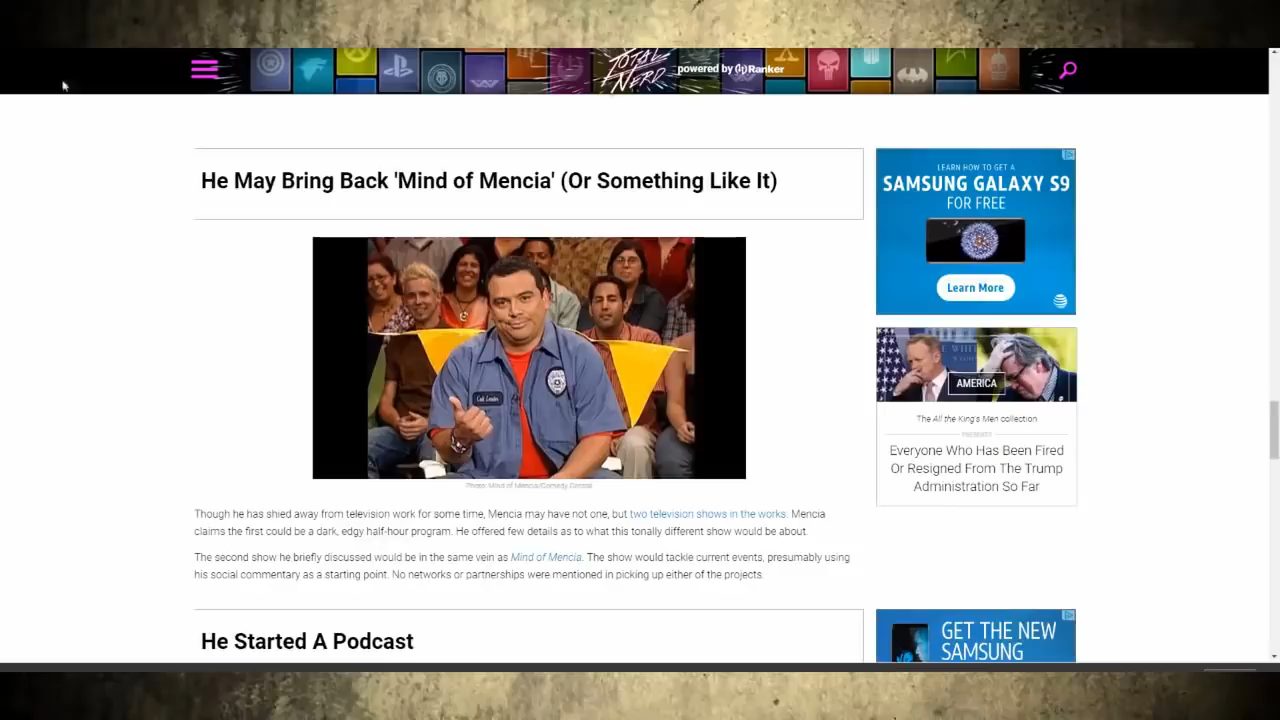 TOTAL NERD
powered by Ranker
He May Bring Back 'Mind of Mencia' (Or Something Like It)
Photo: Mind of Mencia/Comedy Central
Though he has shied away from television work for some time, Mencia may have not one, but two television shows in the works. Mencia
claims the first could be a dark, edgy half-hour program. He offered few details as to what this tonally different show would be about.
The second show he briefly discussed would be in the same vein as Mind of Mencia. The show would tackle current events, presumably using
his social commentary as a starting point. No networks or partnerships were mentioned in picking up either of the projects.
He Started A Podcast
LEARN HOW TO GET A
SAMSUNG GALAXY S9
FOR FREE
Learn More
AMERICA
The All the King's Men collection
PRESENTS
Everyone Who Has Been Fired
Or Resigned From The Trump
Administration So Far
GET THE NEW
SAMSUNG